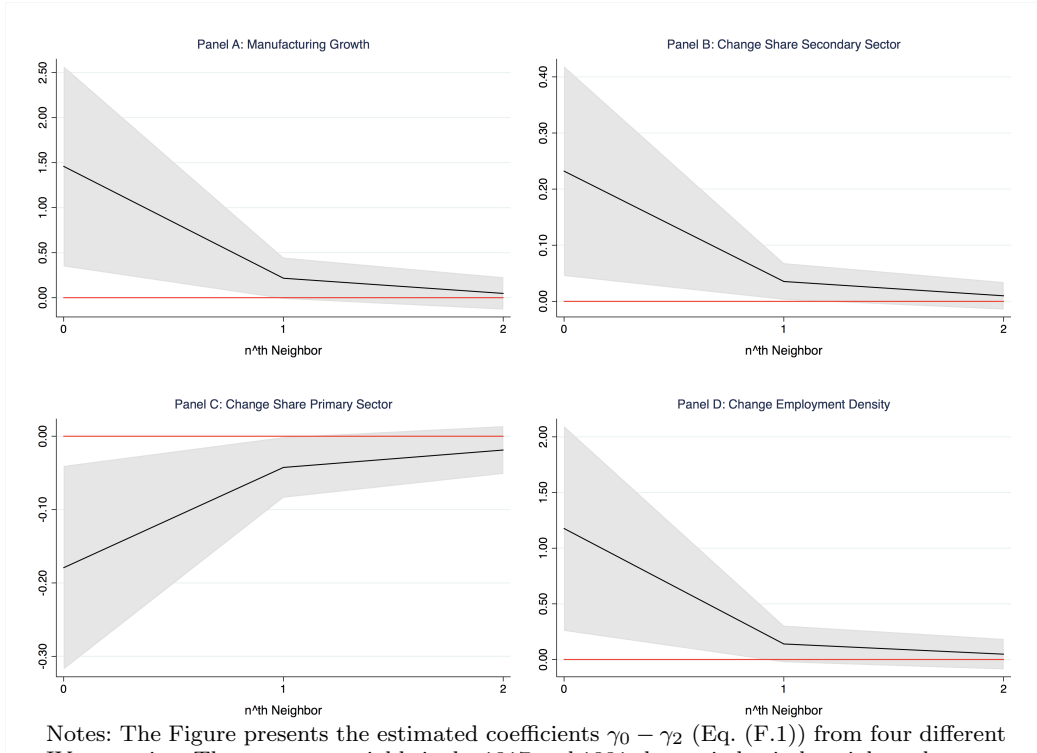 Panel A: Manufacturing Growth
2.50
2.00
1.50
1.00
0.50
0.00
0 1 2
n^th Neighbor
Panel B: Change Share Secondary Sector
0.40
0.30
0.20
0.10
0.00
0 1 2
n^th Neighbor
Panel C: Change Share Primary Sector
0.00
-0.10
-0.20
-0.30
0 1 2
n^th Neighbor
Panel D: Change Employment Density
2.00
1.50
1.00
0.50
0.00
0 1 2
n^th Neighbor
Notes: The Figure presents the estimated coefficients γ₀ − γ₂ (Eq. (F.1)) from four different